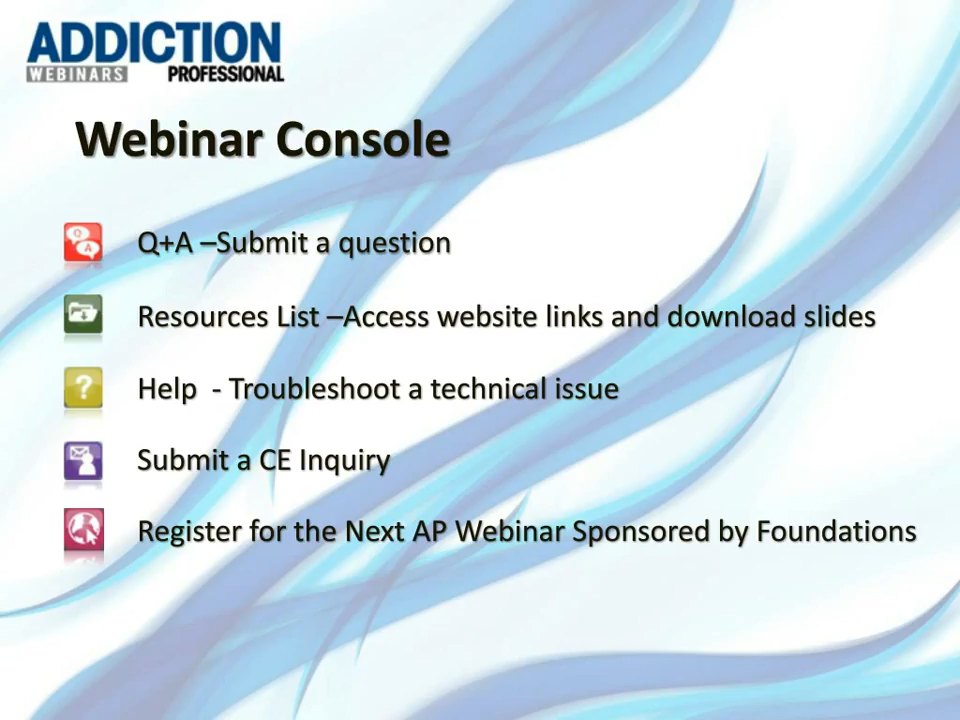 ADDICTION
WEBINARS PROFESSIONAL
Webinar Console
Q A
Q+A –Submit a question
Resources List –Access website links and download slides
?
Help - Troubleshoot a technical issue
Submit a CE Inquiry
Register for the Next AP Webinar Sponsored by Foundations